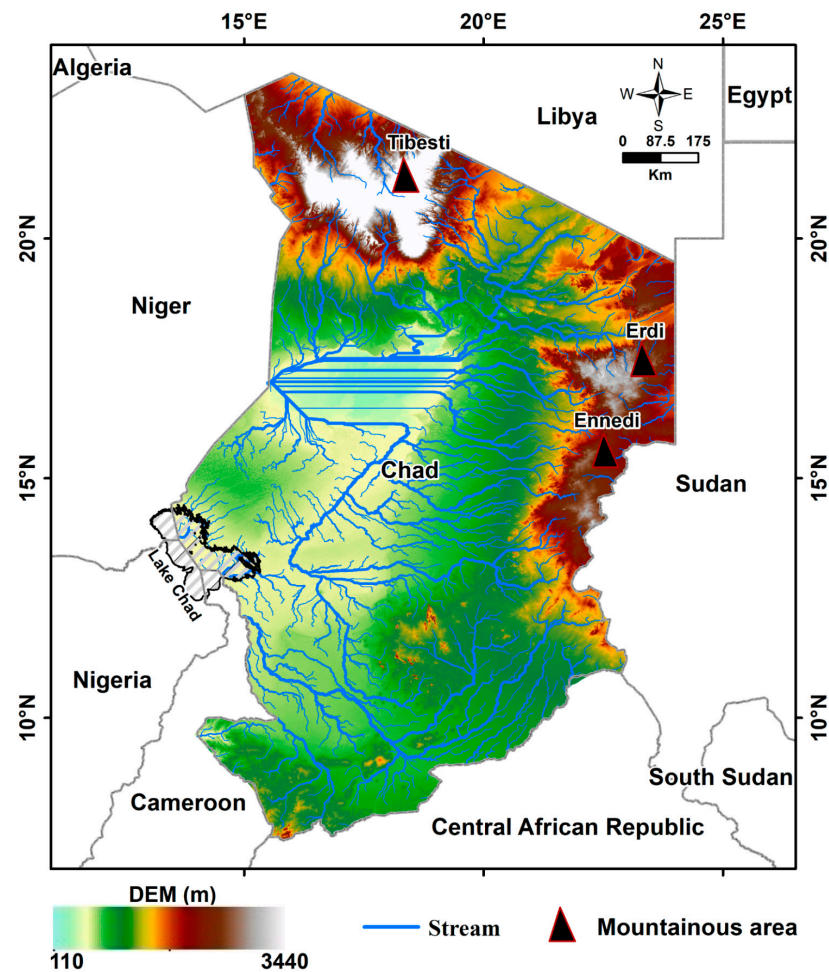 15°E 20°E 25°E
Algeria
Libya
Egypt
N
W E
S
0 87.5 175
Km
Tibesti
20°N 20°N
Niger
Erdi
Ennedi
Chad
Sudan
15°N 15°N
Lake Chad
Nigeria
10°N 10°N
South Sudan
Cameroon
Central African Republic
DEM (m)
110 3440
Stream
Mountainous area